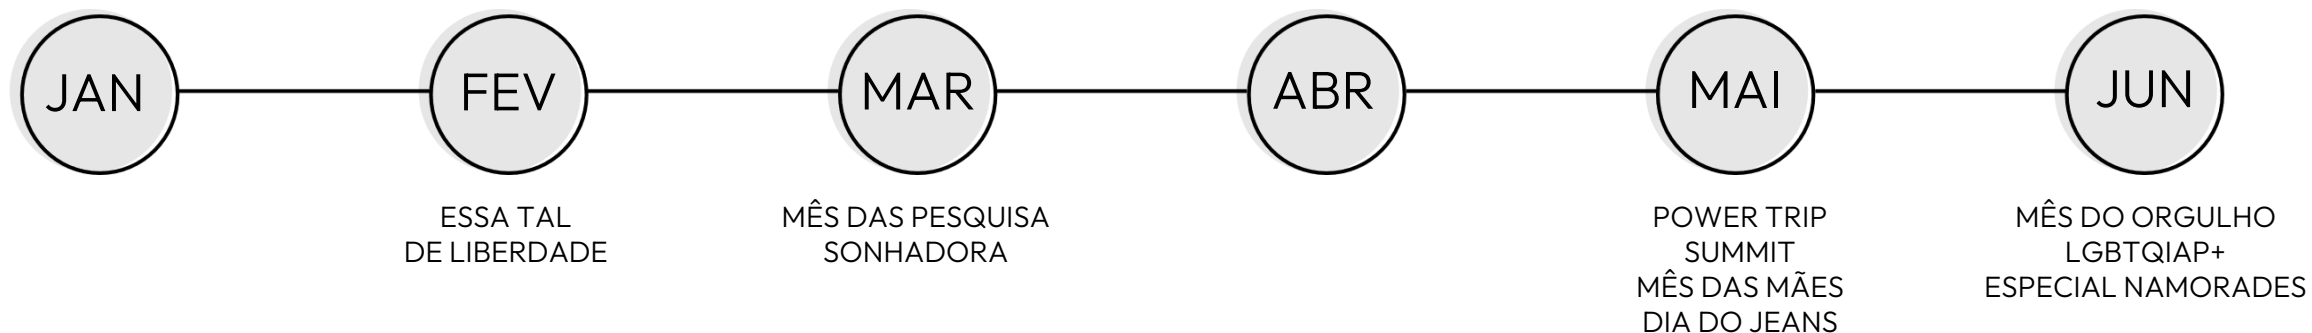 JAN
FEV
MAR
ABR
MAI
JUN
ESSA TAL
DE LIBERDADE
MÊS DAS PESQUISA
SONHADORA
POWER TRIP
SUMMIT
MÊS DAS MÃES
DIA DO JEANS
MÊS DO ORGULHO
LGBTQIAP+
ESPECIAL NAMORADES